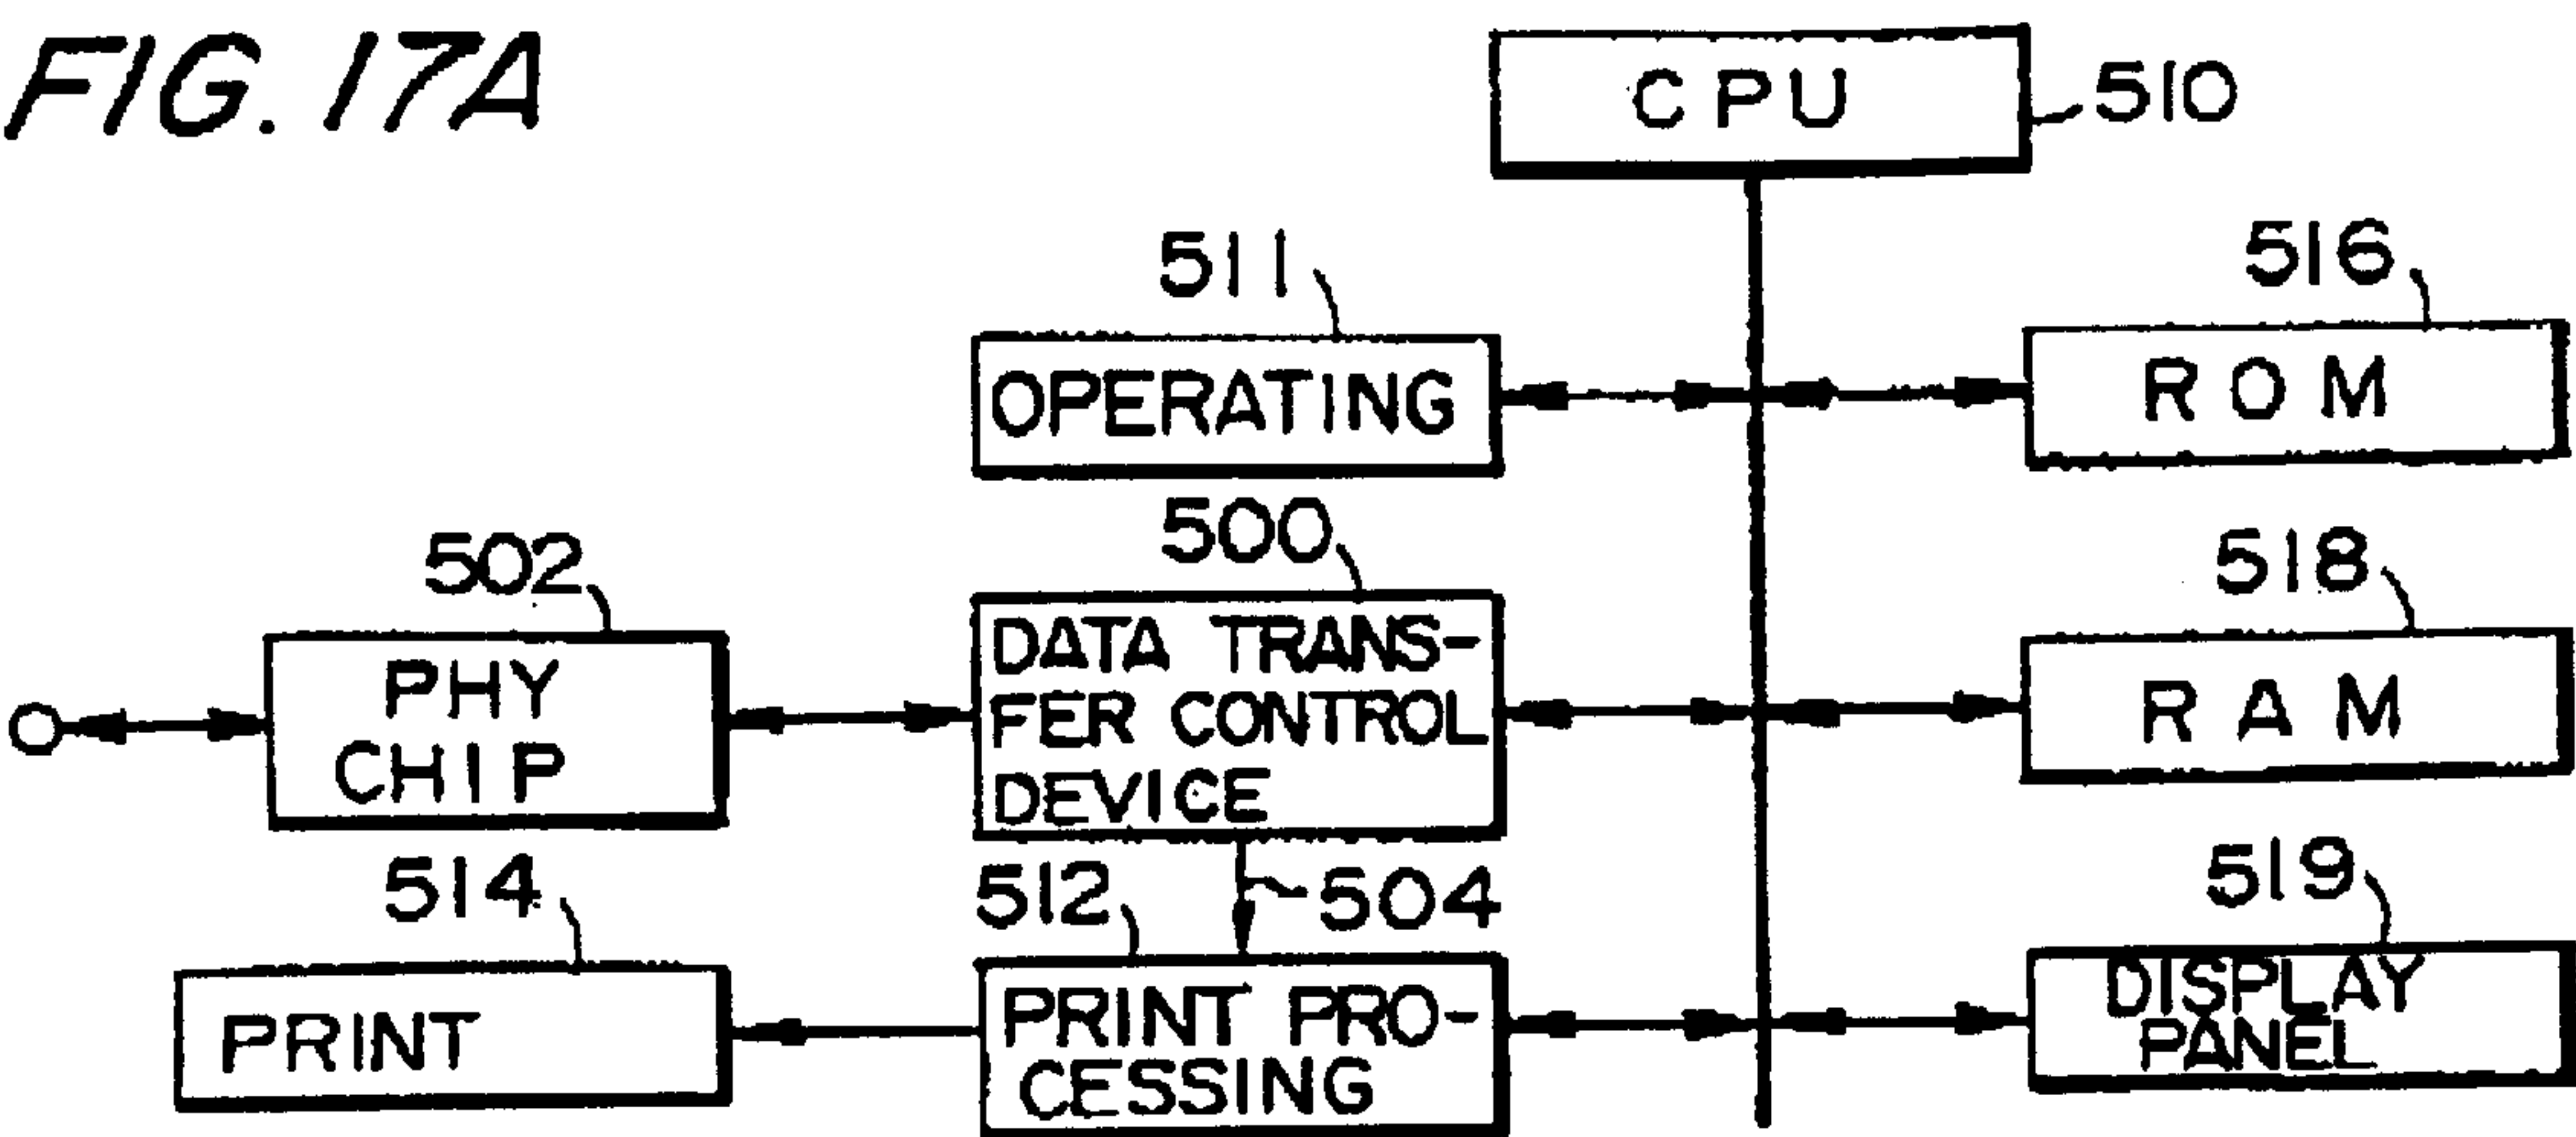 FIG. 17A
CPU
510
511
516
OPERATING
ROM
502
500
518
PHY
CHIP
DATA TRANS-
FER CONTROL
DEVICE
RAM
514
512
504
519
PRINT
PRINT PRO-
CESSING
DISPLAY
PANEL